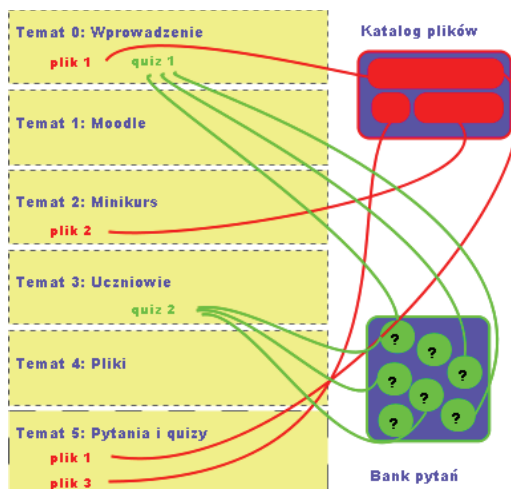 Temat 0: Wprowadzenie
plik 1
quiz 1
Temat 1: Moodle
Temat 2: Minikurs
plik 2
Temat 3: Uczniowie
quiz 2
Temat 4: Pliki
Temat 5: Pytania i quizy
plik 1
plik 3
Katalog plików
?
?
?
?
?
?
?
Bank pytań